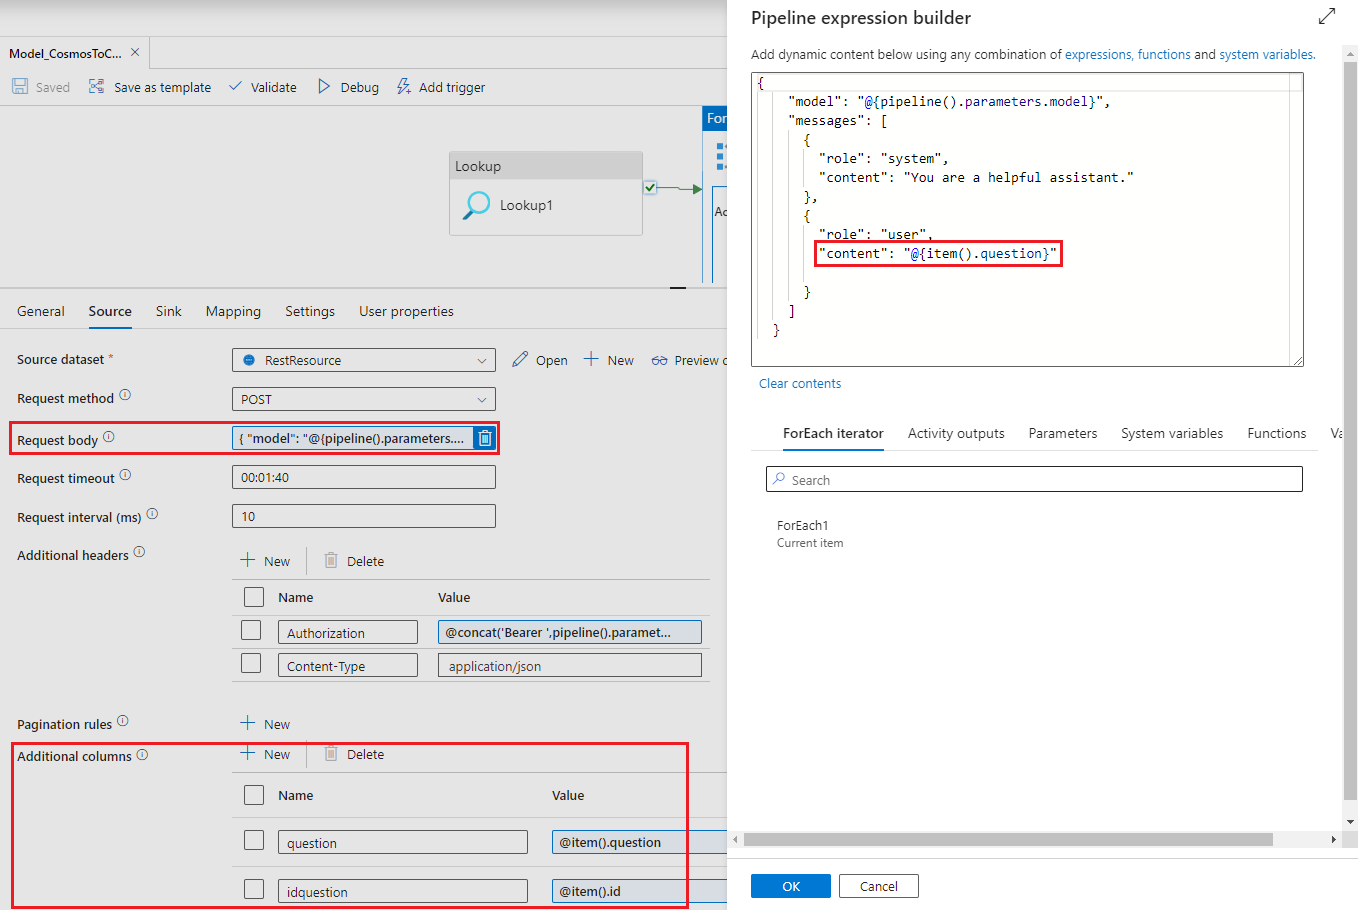 Model_CosmosToC...
Saved
Save as template
Validate
Debug
Add trigger
For
Lookup
Lookup1
Ac
General
Source
Sink
Mapping
Settings
User properties
Source dataset *
RestResource
Open
New
Preview
Request method
POST
Request body
{ "model": "@{pipeline().parameters....
Request timeout
00:01:40
Request interval (ms)
10
Additional headers
New
Delete
Name
Value
Authorization
@concat('Bearer ',pipeline().paramet...
Content-Type
application/json
Pagination rules
New
Additional columns
New
Delete
Name
Value
question
@item().question
idquestion
@item().id
Pipeline expression builder
Add dynamic content below using any combination of expressions, functions and system variables.
{
"model": "@{pipeline().parameters.model}",
"messages": [
{
"role": "system",
"content": "You are a helpful assistant."
},
{
"role": "user",
"content": "@{item().question}"
}
]
}
Clear contents
ForEach iterator
Activity outputs
Parameters
System variables
Functions
Va
Search
ForEach1
Current item
OK
Cancel